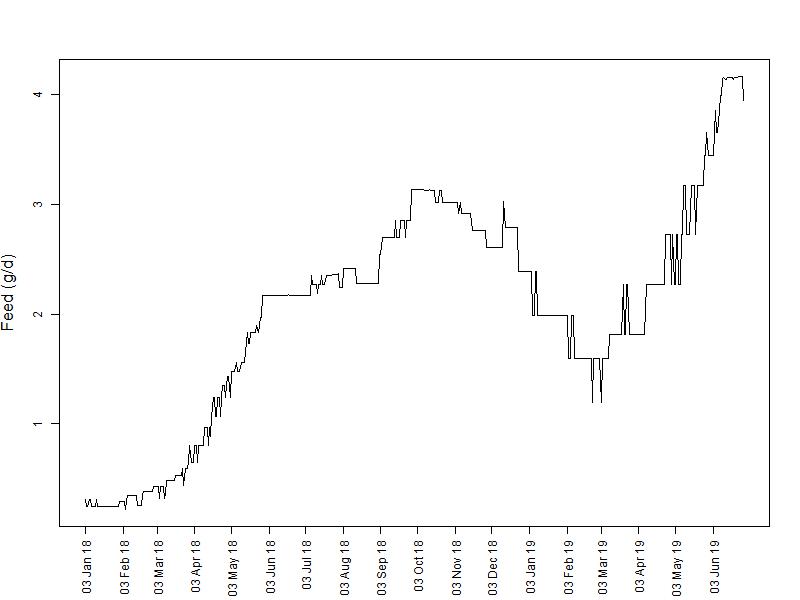 Feed (g/d)
4
3
2
1
03 Jan 18
03 Feb 18
03 Mar 18
03 Apr 18
03 May 18
03 Jun 18
03 Jul 18
03 Aug 18
03 Sep 18
03 Oct 18
03 Nov 18
03 Dec 18
03 Jan 19
03 Feb 19
03 Mar 19
03 Apr 19
03 May 19
03 Jun 19